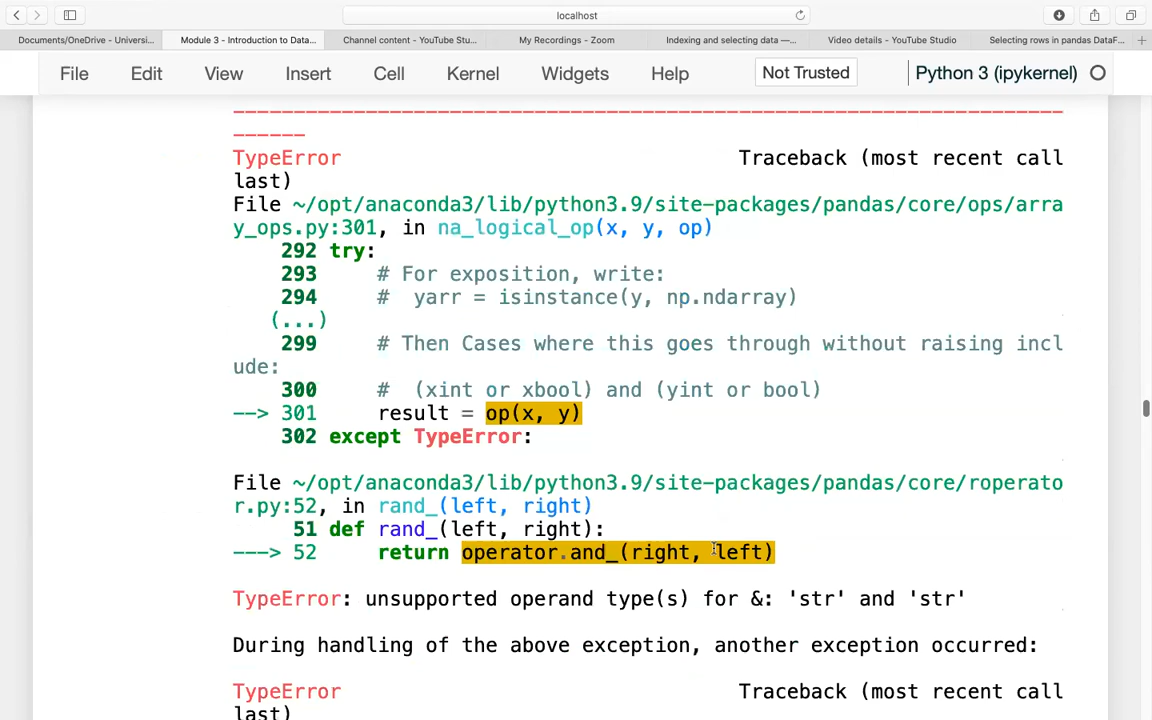 localhost
Documents/OneDrive - Universi...
Module 3 - Introduction to Data...
Channel content - YouTube Stu...
My Recordings - Zoom
Indexing and selecting data —...
Video details - YouTube Studio
Selecting rows in pandas DataF...
File Edit View Insert Cell Kernel Widgets Help Not Trusted Python 3 (ipykernel)
TypeError Traceback (most recent call
last)
File ~/opt/anaconda3/lib/python3.9/site-packages/pandas/core/ops/arra
y_ops.py:301, in na_logical_op(x, y, op)
292 try:
293 # For exposition, write:
294 # yarr = isinstance(y, np.ndarray)
(...)
299 # Then Cases where this goes through without raising incl
ude:
300 # (xint or xbool) and (yint or bool)
--> 301 result = op(x, y)
302 except TypeError:
File ~/opt/anaconda3/lib/python3.9/site-packages/pandas/core/roperato
r.py:52, in rand_(left, right)
51 def rand_(left, right):
---> 52 return operator.and_(right, left)
TypeError: unsupported operand type(s) for &: 'str' and 'str'
During handling of the above exception, another exception occurred:
TypeError Traceback (most recent call
last)